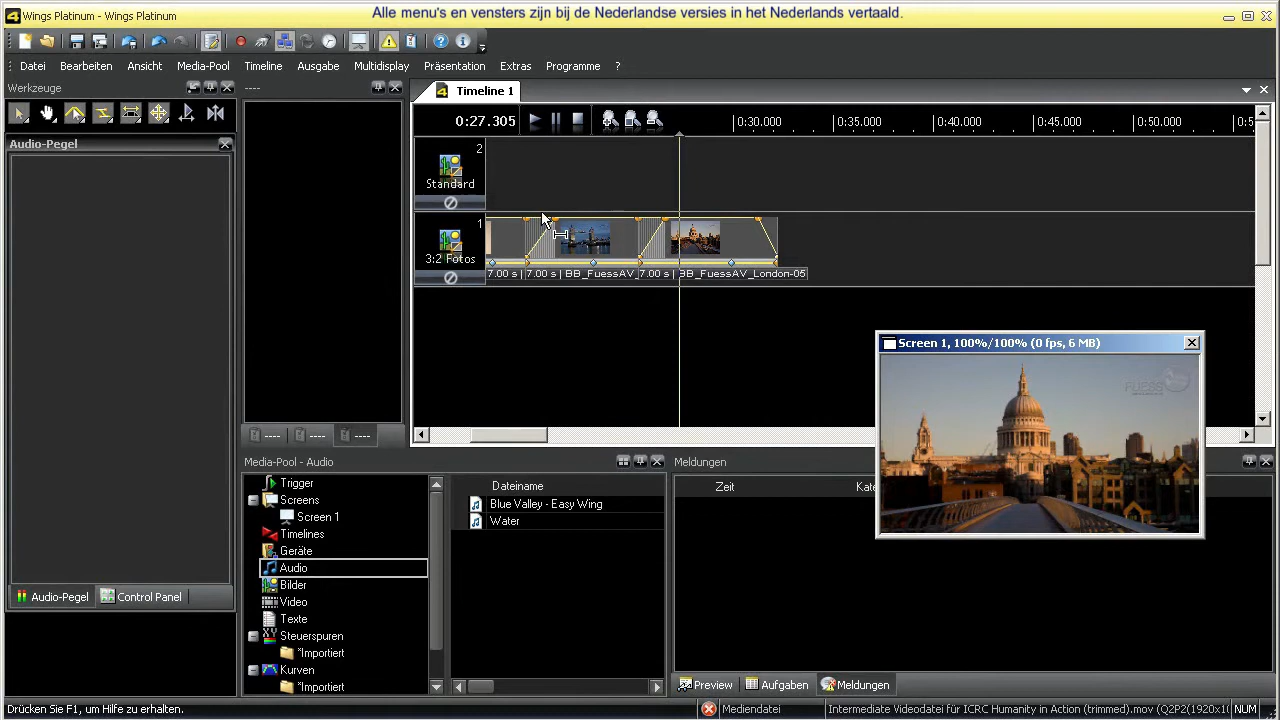 Wings Platinum - Wings Platinum
Alle menu's en vensters zijn bij de Nederlandse versies in het Nederlands vertaald.
Datei Bearbeiten Ansicht Media-Pool Timeline Ausgabe Multidisplay Präsentation Extras Programme ?
Werkzeuge
----
Timeline 1
0:27.305
0:30.000 0:35.000 0:40.000 0:45.000 0:50.000
Audio-Pegel
2
Standard
1
3:2 Fotos
7.00 s | 7.00 s | BB_FuessAV_ 7.00 s | BB_FuessAV_London-05
Screen 1, 100%/100% (0 fps, 6 MB)
FUESS
---- ---- ----
Media-Pool - Audio
Meldungen
Trigger
Screens
Screen 1
Timelines
Geräte
Audio
Bilder
Video
Texte
Steuerspuren
*Importiert
Kurven
*Importiert
Dateiname
Blue Valley - Easy Wing
Water
Zeit Kate
Audio-Pegel Control Panel
Preview Aufgaben Meldungen
Drücken Sie F1, um Hilfe zu erhalten.
Mediendatei
Intermediate Videodatei für ICRC Humanity in Action (trimmed).mov (Q2P2(1920x10
NUM